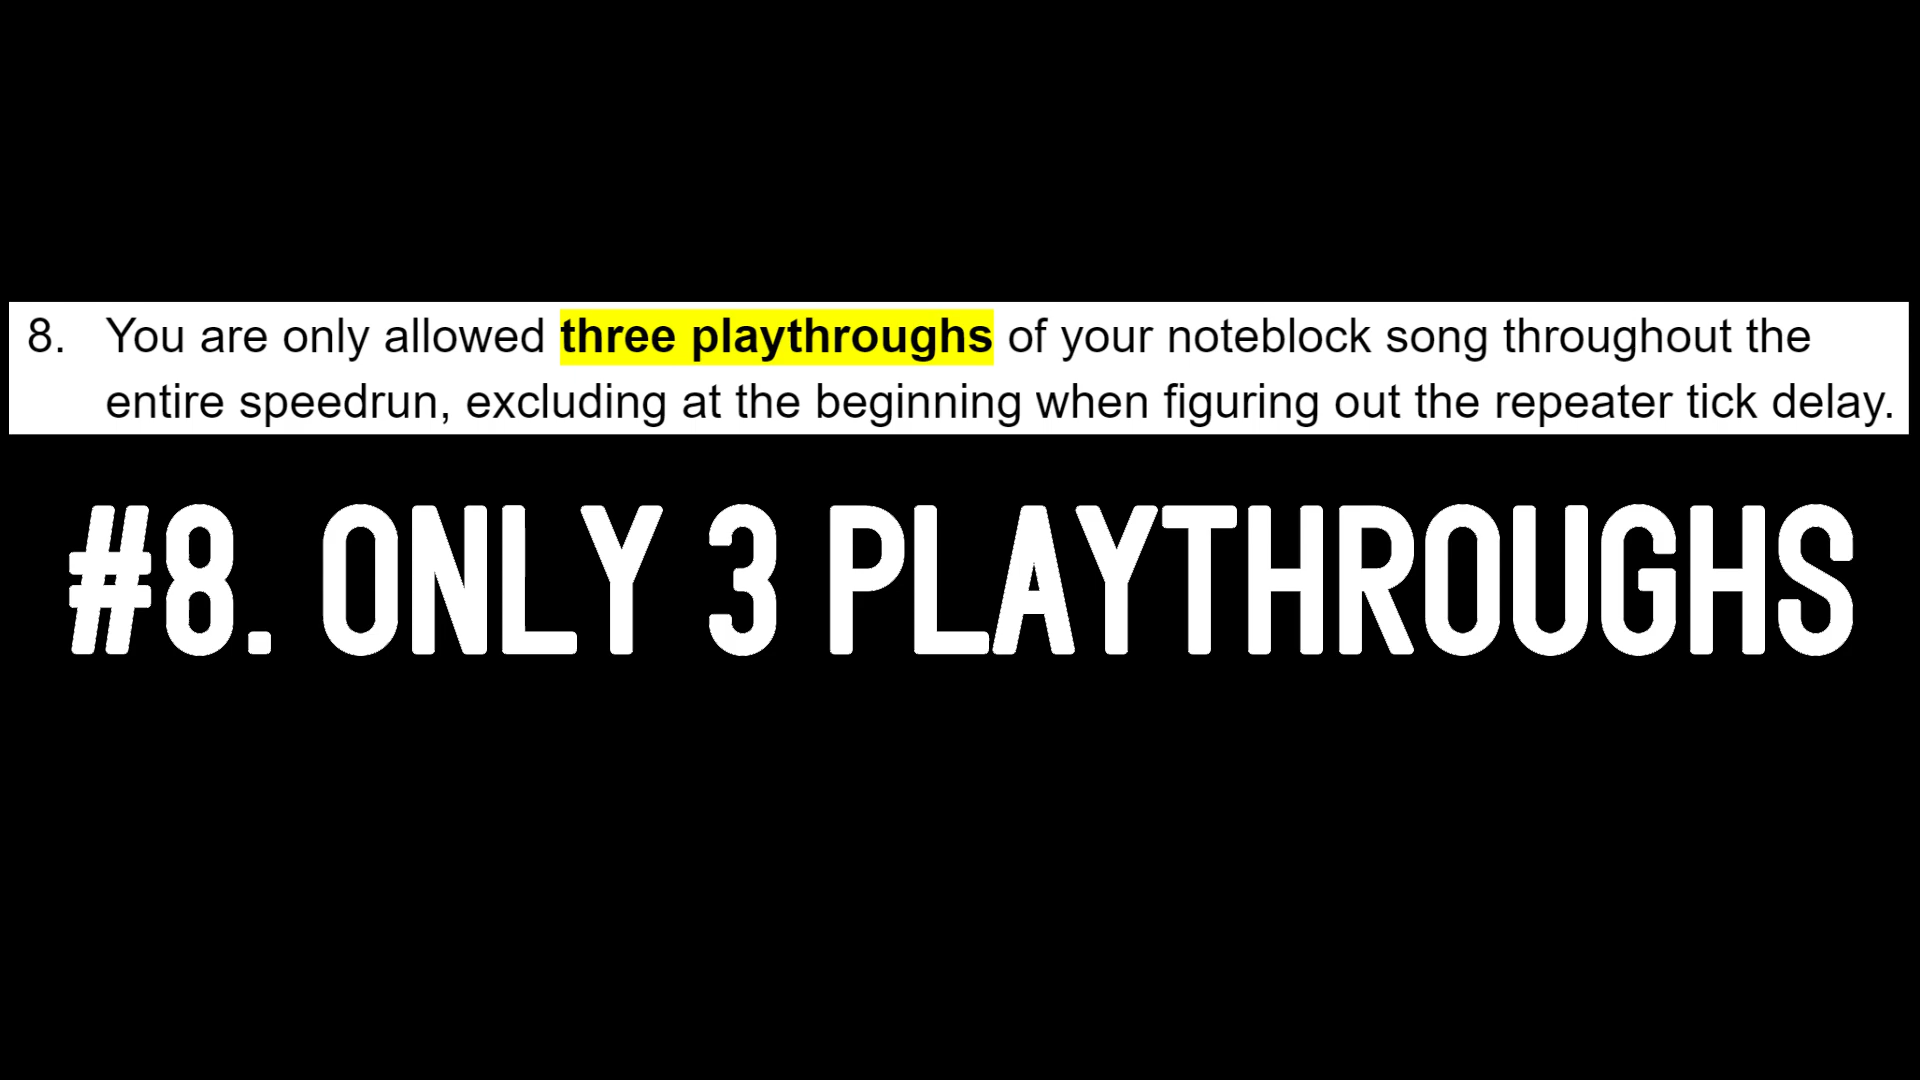 8. You are only allowed three playthroughs of your noteblock song throughout the
entire speedrun, excluding at the beginning when figuring out the repeater tick delay.
#8. ONLY 3 PLAYTHROUGHS